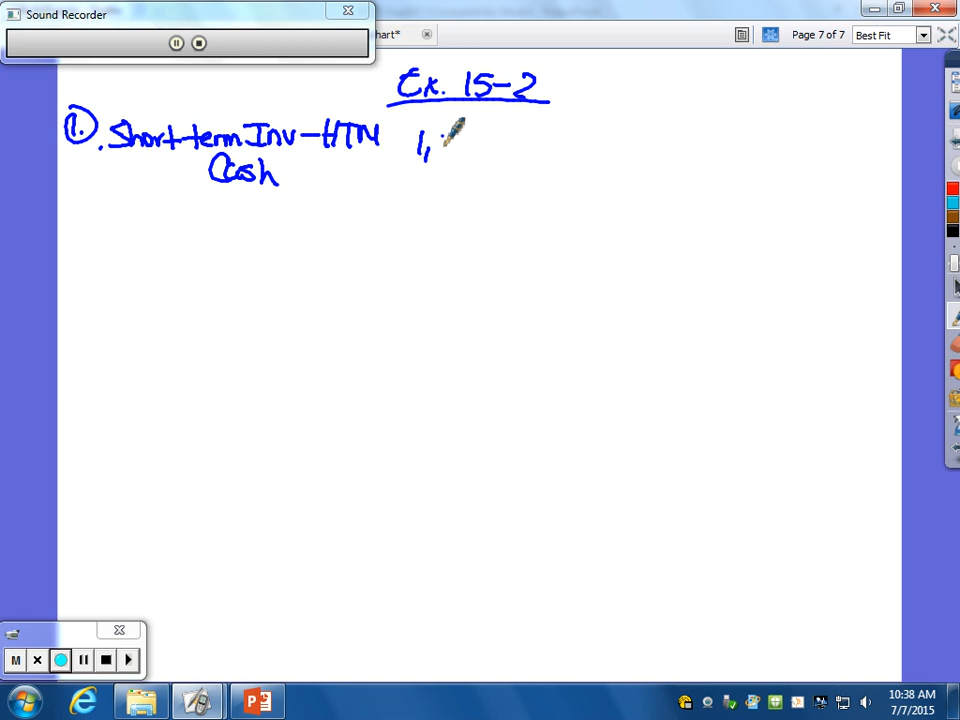 Sound Recorder
hart*
Page 7 of 7
Best Fit
Ex. 15-2
1. Short-term Inv-HTM 1,
Cash
M
10:38 AM
7/7/2015